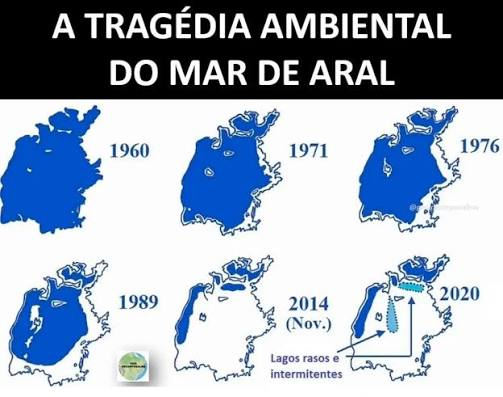 A TRAGÉDIA AMBIENTAL
DO MAR DE ARAL
1960
1971
1976
1989
2014
(Nov.)
2020
Lagos rasos e
intermitentes